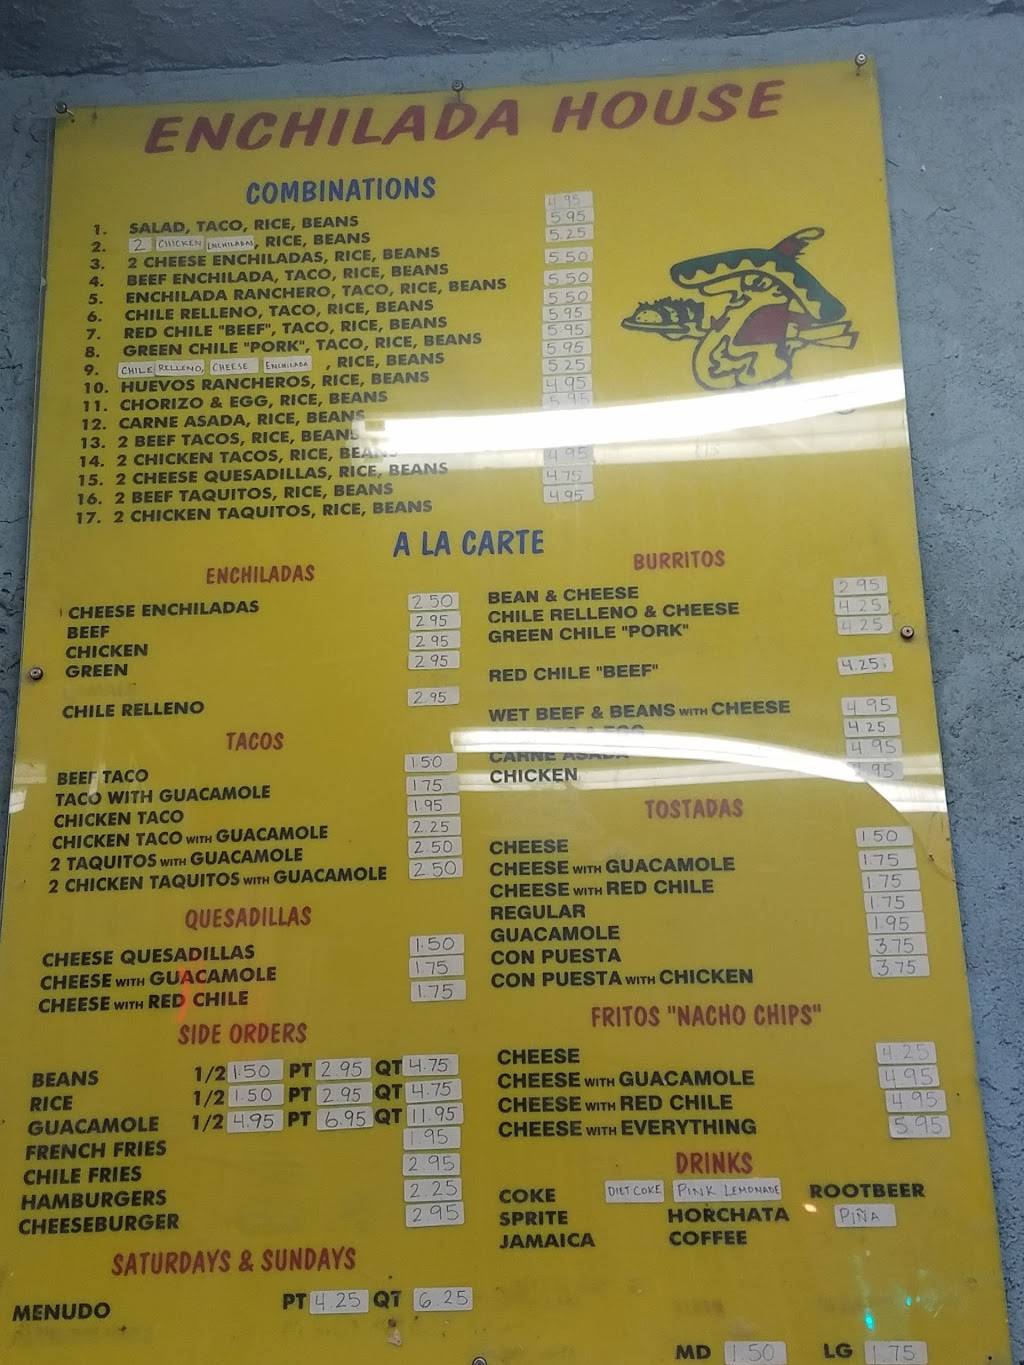 ENCHILADA HOUSE
COMBINATIONS
1. SALAD, TACO, RICE, BEANS 4.95
2. 2 CHICKEN ENCHILADAS, RICE, BEANS 5.95
3. 2 CHEESE ENCHILADAS, RICE, BEANS 5.25
4. BEEF ENCHILADA, TACO, RICE, BEANS 5.50
5. ENCHILADA RANCHERO, TACO, RICE, BEANS 5.50
6. CHILE RELLENO, TACO, RICE, BEANS 5.50
7. RED CHILE "BEEF", TACO, RICE, BEANS 5.95
8. GREEN CHILE "PORK", TACO, RICE, BEANS 5.95
9. CHILE RELLENO, CHEESE ENCHILADA , RICE, BEANS 5.95
10. HUEVOS RANCHEROS, RICE, BEANS 5.25
11. CHORIZO & EGG, RICE, BEANS 4.95
12. CARNE ASADA, RICE, BEANS 5.95
13. 2 BEEF TACOS, RICE, BEANS
14. 2 CHICKEN TACOS, RICE, BEANS
15. 2 CHEESE QUESADILLAS, RICE, BEANS 4.95
16. 2 BEEF TAQUITOS, RICE, BEANS 4.75
17. 2 CHICKEN TAQUITOS, RICE, BEANS 4.95
A LA CARTE
ENCHILADAS
CHEESE ENCHILADAS 2.50
BEEF 2.95
CHICKEN 2.95
GREEN 2.95
CHILE RELLENO 2.95
TACOS
BEEF TACO 1.50
TACO WITH GUACAMOLE 1.75
CHICKEN TACO 1.95
CHICKEN TACO WITH GUACAMOLE 2.25
2 TAQUITOS WITH GUACAMOLE 2.50
2 CHICKEN TAQUITOS WITH GUACAMOLE 2.50
QUESADILLAS
CHEESE QUESADILLAS 1.50
CHEESE WITH GUACAMOLE 1.75
CHEESE WITH RED CHILE 1.75
SIDE ORDERS
BEANS 1/2 1.50 PT 2.95 QT 4.75
RICE 1/2 1.50 PT 2.95 QT 4.75
GUACAMOLE 1/2 4.95 PT 6.95 QT 11.95
FRENCH FRIES 1.95
CHILE FRIES 2.95
HAMBURGERS 2.25
CHEESEBURGER 2.95
SATURDAYS & SUNDAYS
MENUDO PT 4.25 QT 6.25
BURRITOS
BEAN & CHEESE 2.95
CHILE RELLENO & CHEESE 4.25
GREEN CHILE "PORK" 4.25
RED CHILE "BEEF" 4.25
WET BEEF & BEANS WITH CHEESE 4.95
& EGG 4.25
CARNE ASADA 4.95
CHICKEN
TOSTADAS
CHEESE 1.50
CHEESE WITH GUACAMOLE 1.75
CHEESE WITH RED CHILE 1.75
REGULAR 1.75
GUACAMOLE 1.95
CON PUESTA 3.75
CON PUESTA WITH CHICKEN 3.75
FRITOS "NACHO CHIPS"
CHEESE 4.25
CHEESE WITH GUACAMOLE 4.95
CHEESE WITH RED CHILE 4.95
CHEESE WITH EVERYTHING 5.95
DRINKS
COKE DIET COKE PINK LEMONADE ROOTBEER
SPRITE HORCHATA PIÑA
JAMAICA COFFEE
MD 1.50 LG 1.75